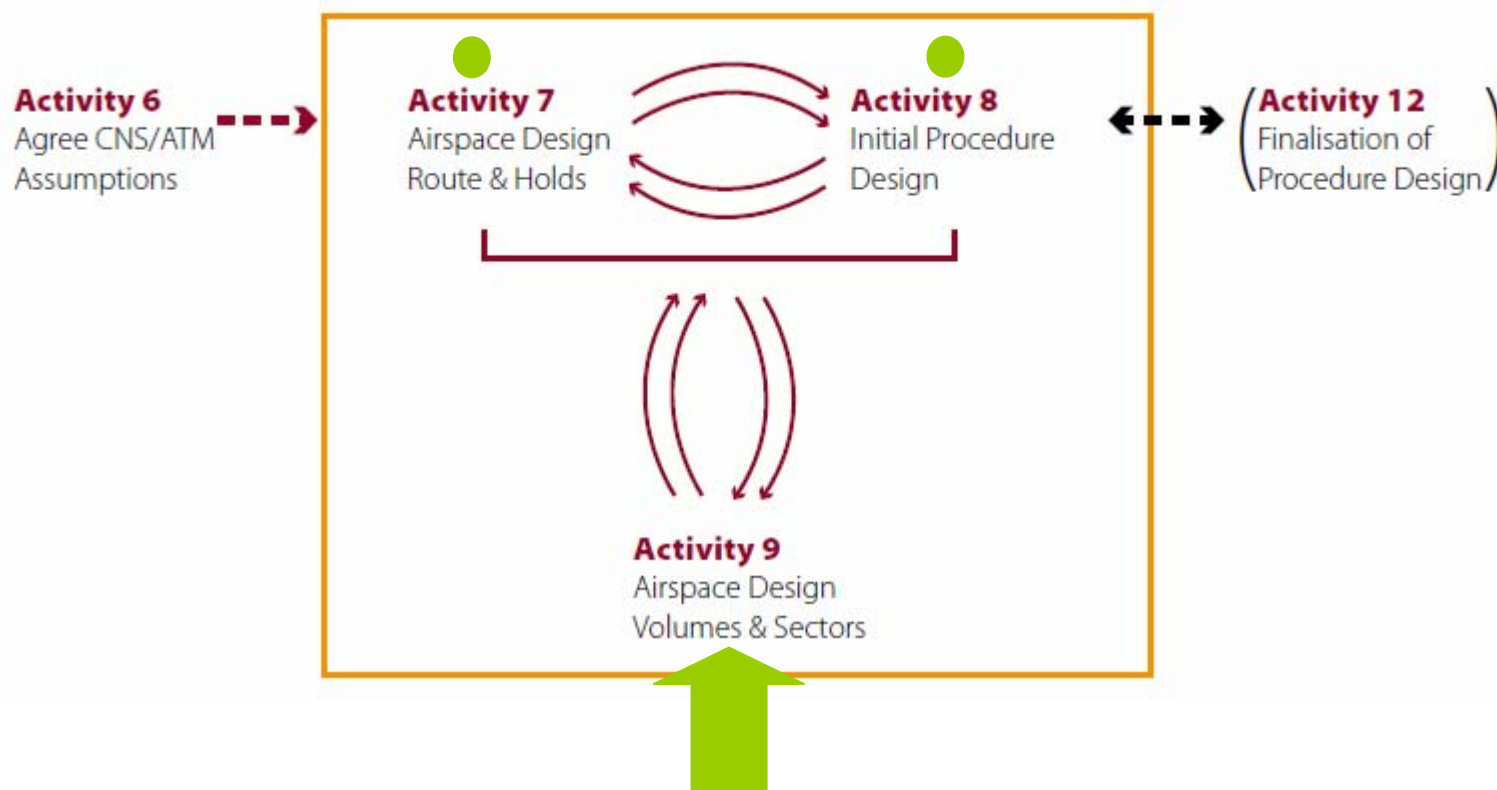 Activity 6
Agree CNS/ATM
Assumptions
Activity 7
Airspace Design
Route & Holds
Activity 8
Initial Procedure
Design
(Activity 12
Finalisation of
Procedure Design)
Activity 9
Airspace Design
Volumes & Sectors